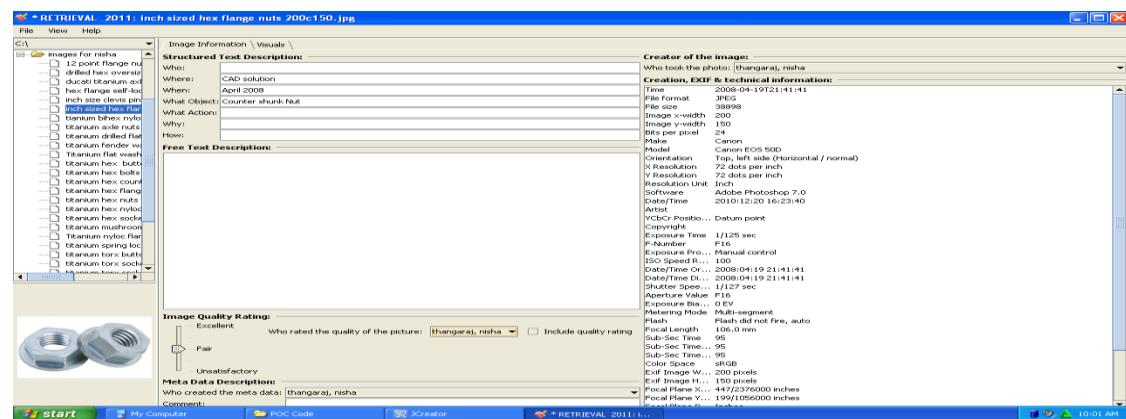 * RETRIEVAL 2011: inch sized hex flange nuts 200c150.jpg
File View Help
C:\
images for nisha
12 point flange nu
drilled hex oversiz
ducati titanium axl
hex flange self-loc
inch size clevis pin
inch sized hex flar
tianium bihex nylo
titanium axle nuts
titanium drilled flat
titanium fender wa
Titanium flat wash
titanium hex butt
titanium hex bolts
titanium hex count
titanium hex flang
titanium hex nuts
titanium hex nyloc
titanium hex socke
titanium mushroon
Titanium nyloc flar
titanium spring loc
titanium torx butt
titanium torx sock
Image Information \ Visuals \
Structured Text Description:
Who:
Where: CAD solution
When: April 2008
What Object: Counter shunk Nut
What Action:
Why:
How:
Free Text Description:
Image Quality Rating:
Excellent
Fair
Unsatisfactory
Who rated the quality of the picture: thangaraj, nisha Include quality rating
Meta Data Description:
Who created the meta data: thangaraj, nisha
Comment:
Creator of the image:
Who took the photo: thangaraj, nisha
Creation, EXIF & technical information:
Time 2008-04-19T21:41:41
File format JPEG
File size 38898
Image x-width 200
Image y-width 150
Bits per pixel 24
Make Canon
Model Canon EOS 50D
Orientation Top, left side (Horizontal / normal)
X Resolution 72 dots per inch
Y Resolution 72 dots per inch
Resolution Unit Inch
Software Adobe Photoshop 7.0
Date/Time 2010:12:20 16:23:40
Artist
YCbCr Positio... Datum point
Copyright
Exposure Time 1/125 sec
F-Number F16
Exposure Pro... Manual control
ISO Speed R... 100
Date/Time Or... 2008:04:19 21:41:41
Date/Time Di... 2008:04:19 21:41:41
Shutter Spee... 1/127 sec
Aperture Value F16
Exposure Bia... 0 EV
Metering Mode Multi-segment
Flash Flash did not fire, auto
Focal Length 106.0 mm
Sub-Sec Time 95
Sub-Sec Time... 95
Sub-Sec Time... 95
Color Space sRGB
Exif Image W... 200 pixels
Exif Image H... 150 pixels
Focal Plane X... 447/2376000 inches
Focal Plane Y... 199/1056000 inches
start My Computer POC Code JCreator * RETRIEVAL 2011: i... 10:01 AM